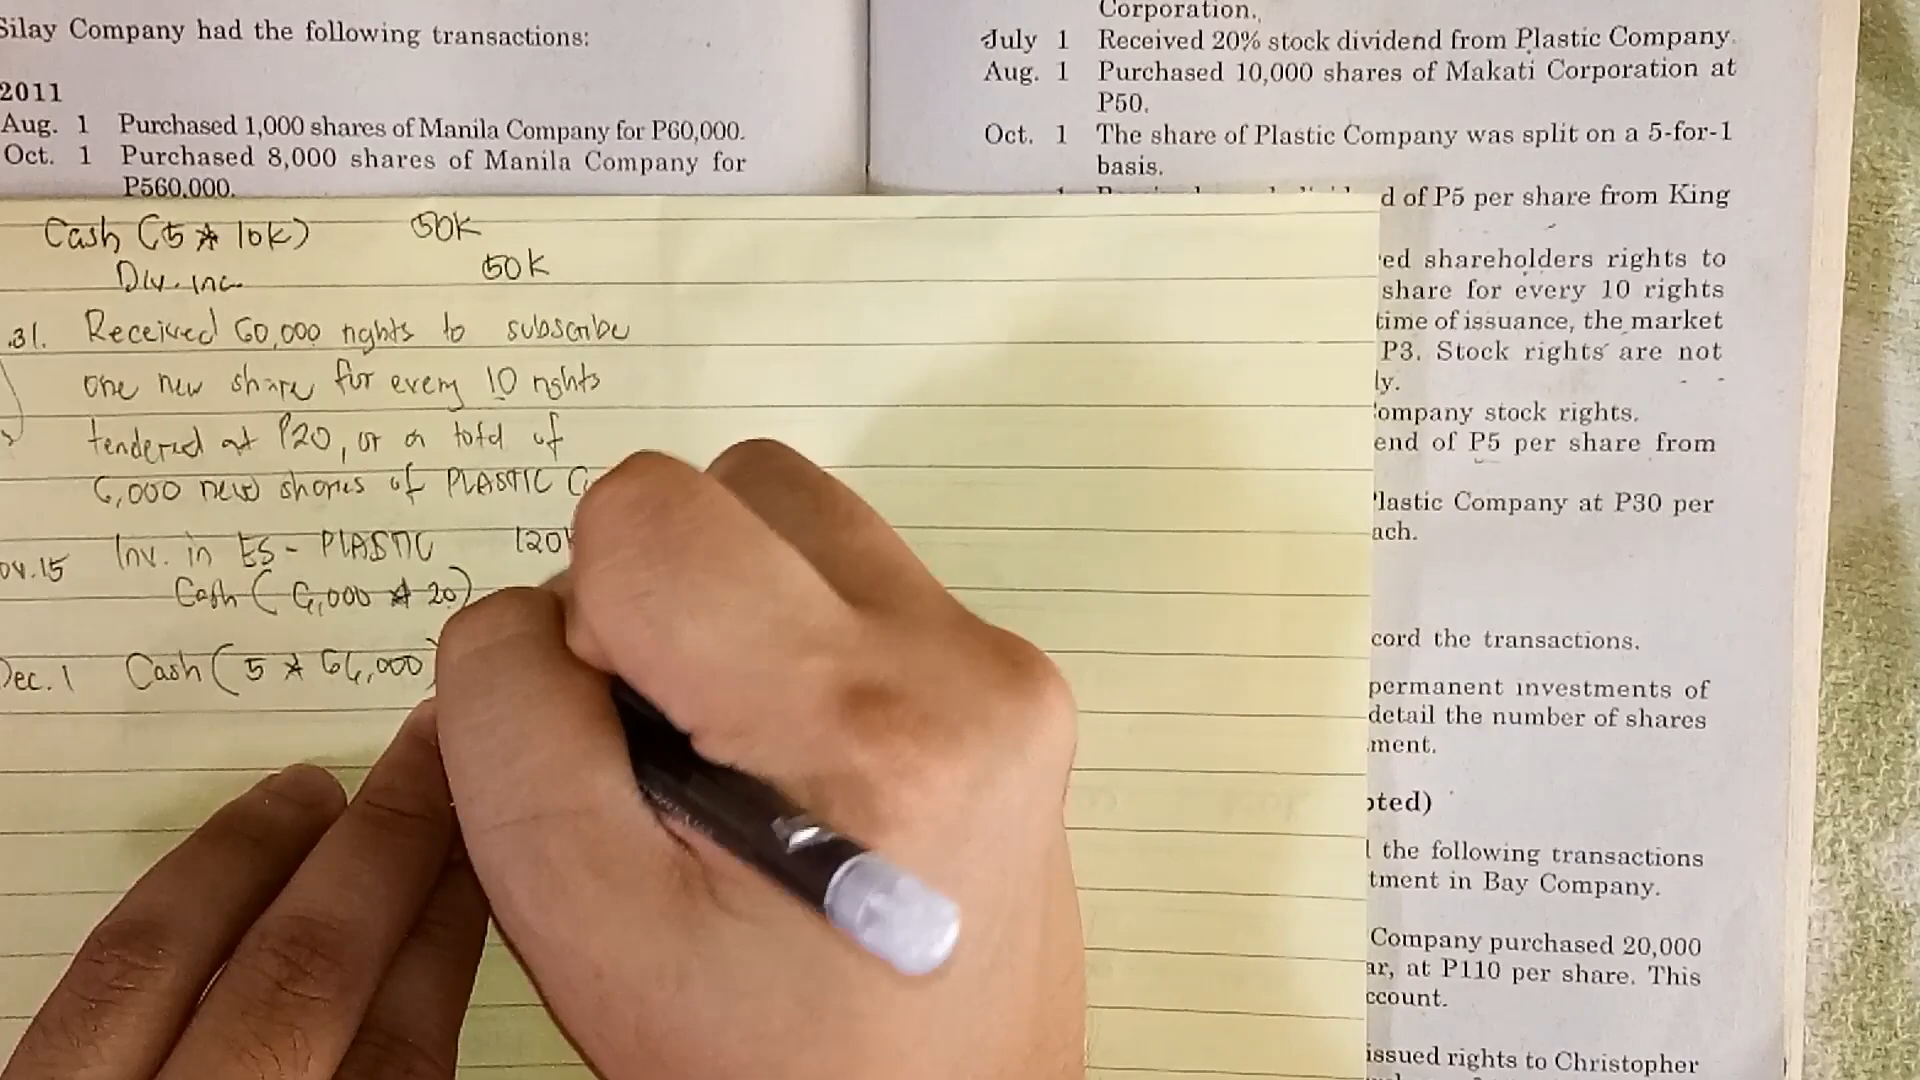 Silay Company had the following transactions:
2011
Aug. 1 Purchased 1,000 shares of Manila Company for P60,000.
Oct. 1 Purchased 8,000 shares of Manila Company for
P560,000.
Corporation.
July 1 Received 20% stock dividend from Plastic Company.
Aug. 1 Purchased 10,000 shares of Makati Corporation at
P50.
Oct. 1 The share of Plastic Company was split on a 5-for-1
basis.
d of P5 per share from King
ed shareholders rights to
share for every 10 rights
time of issuance, the market
P3. Stock rights are not
ly.
ompany stock rights.
end of P5 per share from
Plastic Company at P30 per
ach.
cord the transactions.
permanent investments of
detail the number of shares
ment.
pted)
the following transactions
tment in Bay Company.
Company purchased 20,000
ar, at P110 per share. This
ccount.
issued rights to Christopher
Cash (5 * 10K) 50K
Div. Inc 50K
31. Received 60,000 rights to subscribe
one new share for every 10 rights
tendered at P20, or a total of
6,000 new shares of PLASTIC
ov.15 Inv. in ES - PLASTIC 120K
Cash (6,000 * 20)
Dec. 1 Cash (5 * 66,000)